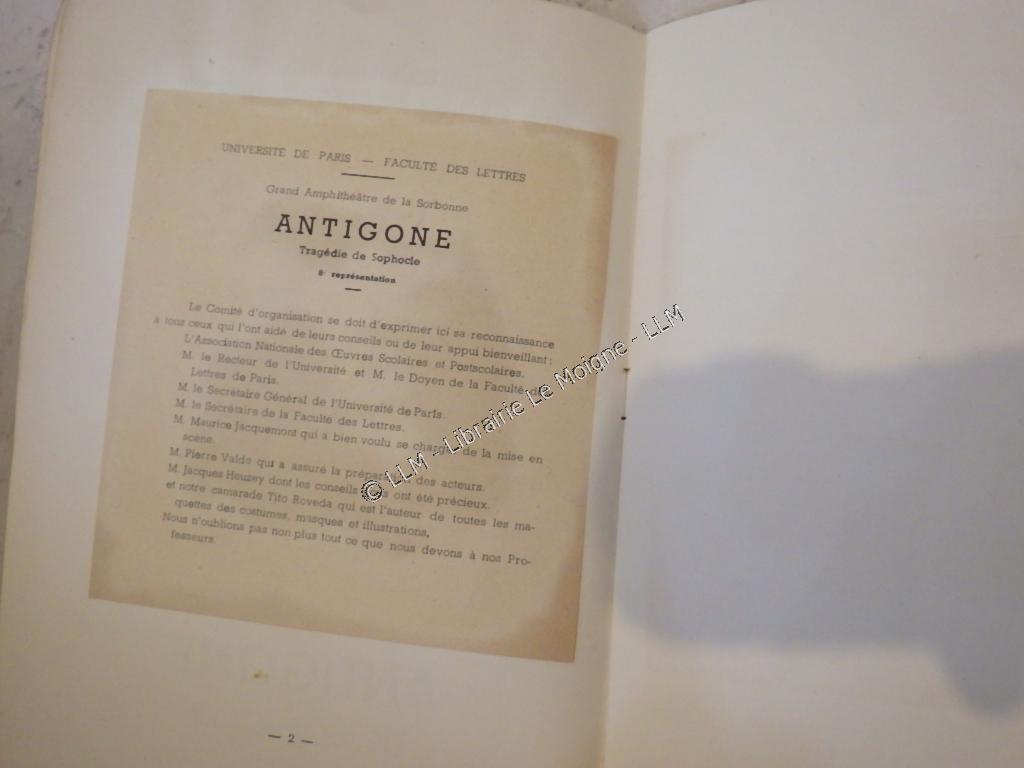 UNIVERSITÉ DE PARIS — FACULTÉ DES LETTRES
Grand Amphithéâtre de la Sorbonne
ANTIGONE
Tragédie de Sophocle
8e représentation
Le Comité d'organisation se doit d'exprimer ici sa reconnaissance
à tous ceux qui l'ont aidé de leurs conseils ou de leur appui bienveillant :
L'Association Nationale des Œuvres Scolaires et Postscolaires.
M. le Recteur de l'Université et M. le Doyen de la Faculté
Lettres de Paris.
M. le Secrétaire Général de l'Université de Paris.
M. le Secrétaire de la Faculté des Lettres.
M. Maurice Jacquemont qui a bien voulu se charger de la mise en
scène.
M. Pierre Valde qui a assuré la préparation des acteurs.
M. Jacques Heuzey dont les conseils ont été précieux.
et notre camarade Tito Roveda qui est l'auteur de toutes les ma-
quettes des costumes, masques et illustrations,
Nous n'oublions pas non plus tout ce que nous devons à nos Pro-
fesseurs.
— 2 —
© LLM - Librairie Le Moigne - LLM